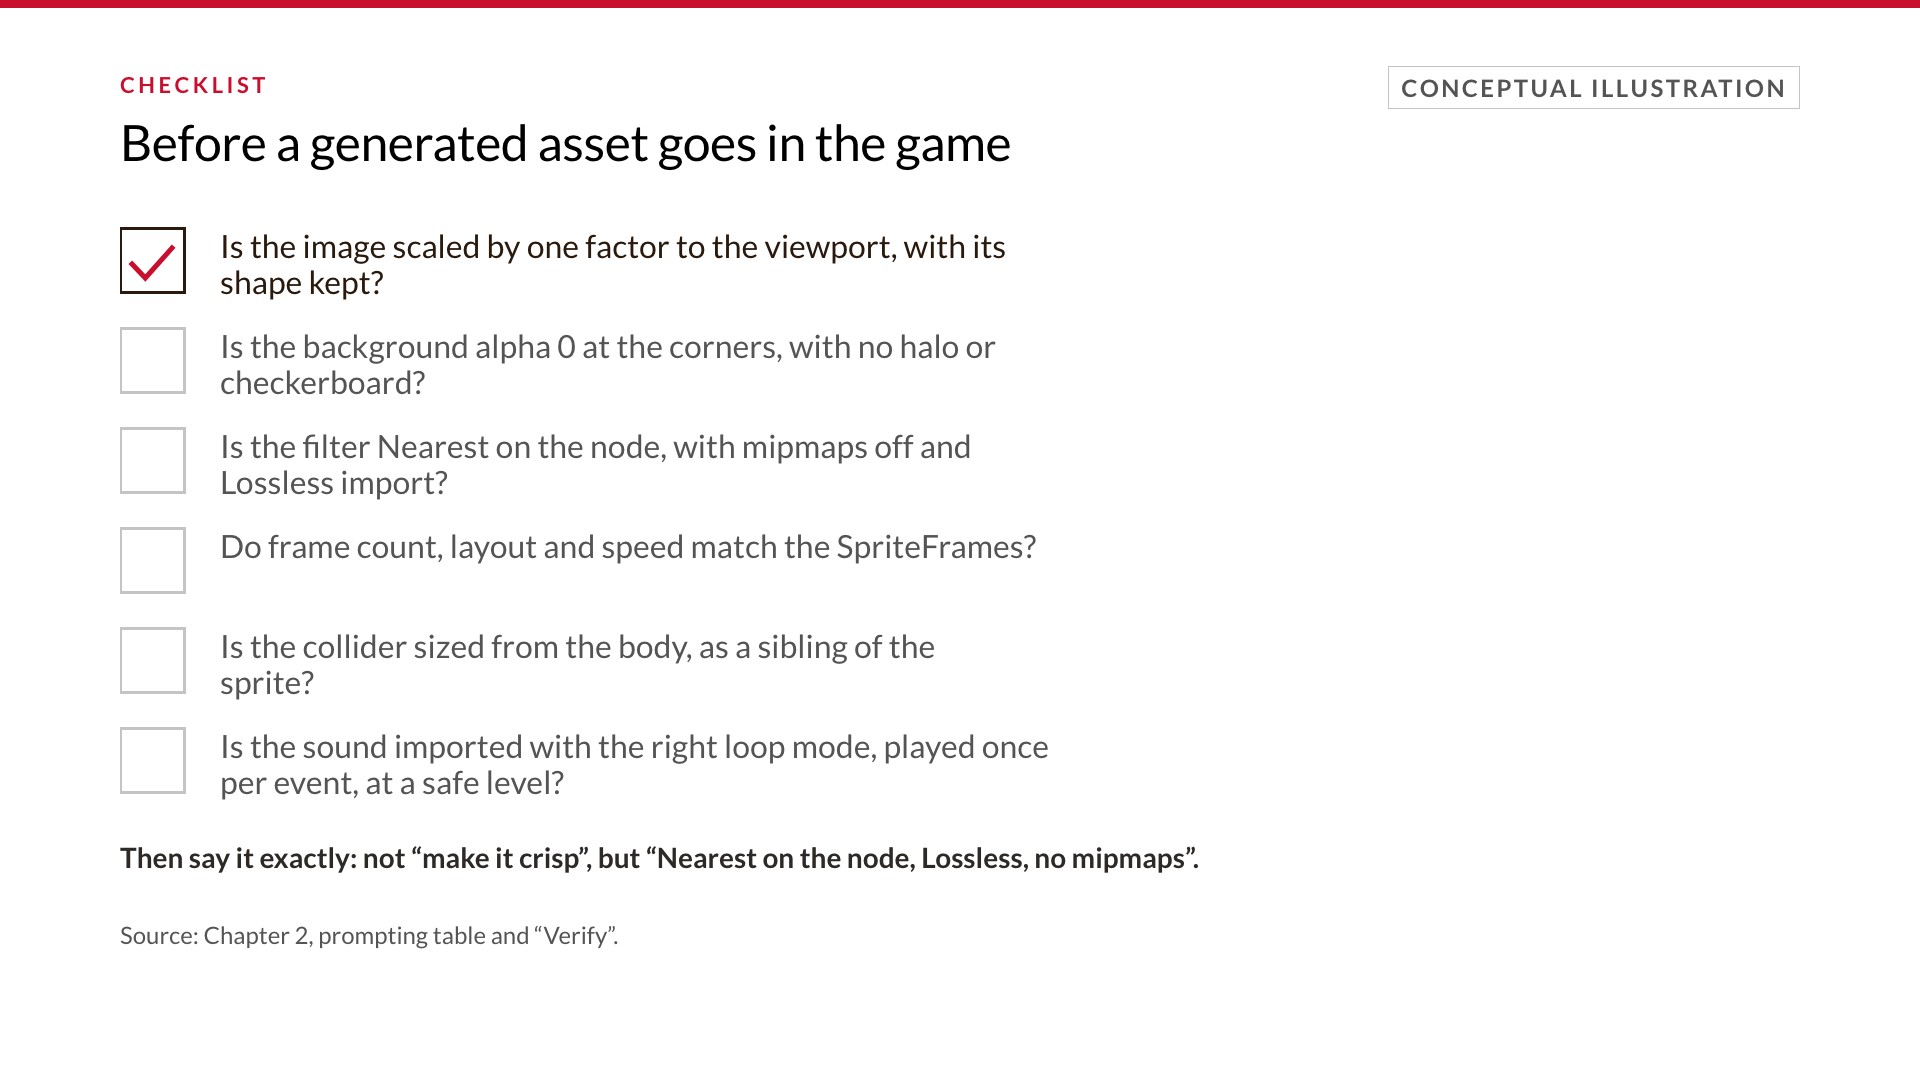 CHECKLIST
CONCEPTUAL ILLUSTRATION
Before a generated asset goes in the game
Is the image scaled by one factor to the viewport, with its
shape kept?
Is the background alpha 0 at the corners, with no halo or
checkerboard?
Is the filter Nearest on the node, with mipmaps off and
Lossless import?
Do frame count, layout and speed match the SpriteFrames?
Is the collider sized from the body, as a sibling of the
sprite?
Is the sound imported with the right loop mode, played once
per event, at a safe level?
Then say it exactly: not “make it crisp”, but “Nearest on the node, Lossless, no mipmaps”.
Source: Chapter 2, prompting table and “Verify”.